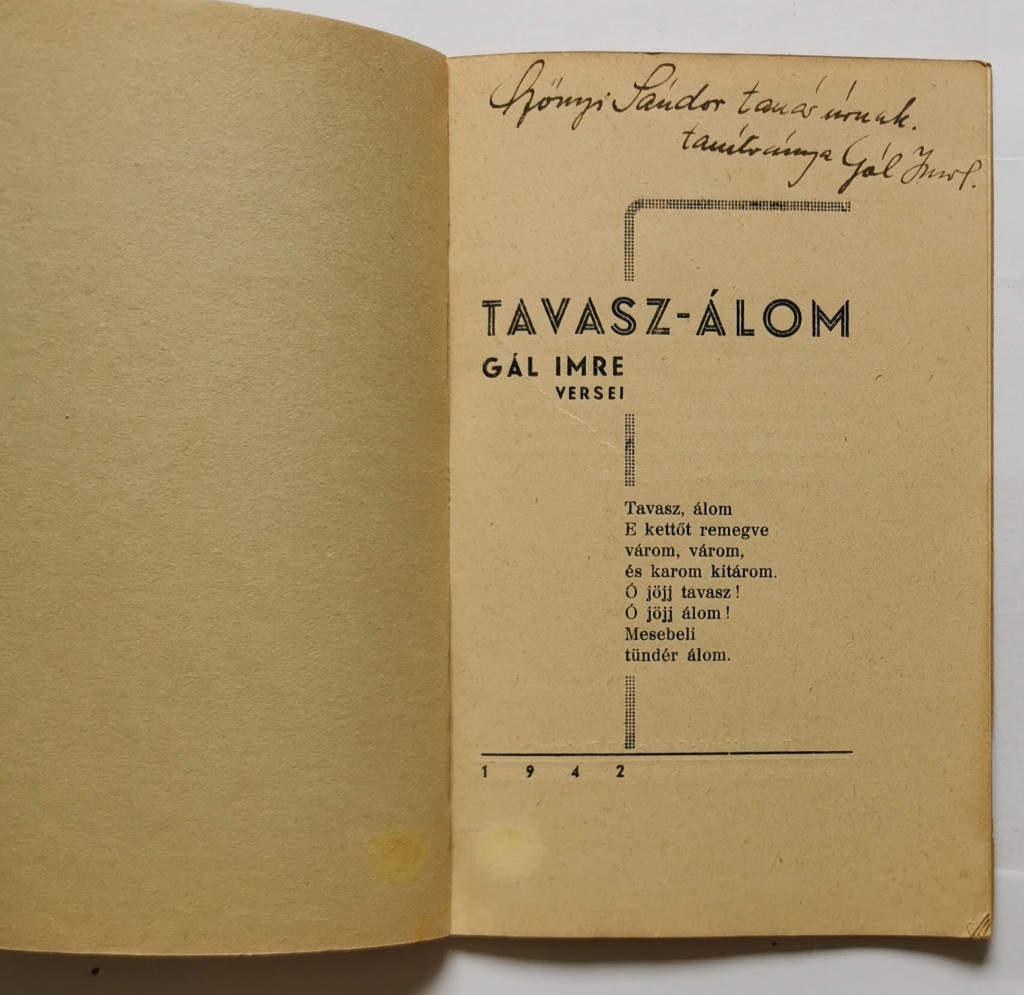 Szőnyi Sándor tanár úrnak.
tanítványa Gál Imre.
TAVASZ-ÁLOM
GÁL IMRE
VERSEI
Tavasz, álom
E kettőt remegve
várom, várom,
és karom kitárom.
Ó jöjj tavasz !
Ó jöjj álom !
Mesebeli
tündér álom.
1 9 4 2